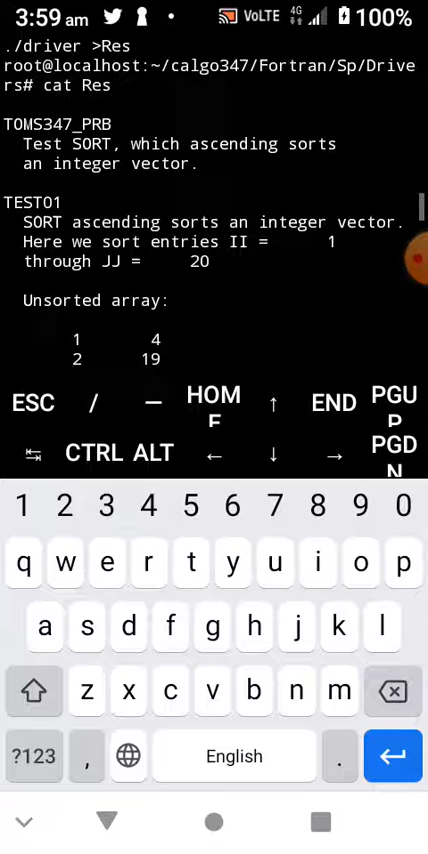 3:59 am VoLTE 4G 100%
./driver >Res
root@localhost:~/calgo347/Fortran/Sp/Drive
rs# cat Res
TOMS347_PRB
Test SORT, which ascending sorts
an integer vector.
TEST01
SORT ascending sorts an integer vector.
Here we sort entries II = 1
through JJ = 20
Unsorted array:
1 4
2 19
ESC / — HOM
E ↑ END PGU
P
↹ CTRL ALT ← ↓ → PGD
N
1 2 3 4 5 6 7 8 9 0
q w e r t y u i o p
a s d f g h j k l
z x c v b n m
?123 , English .